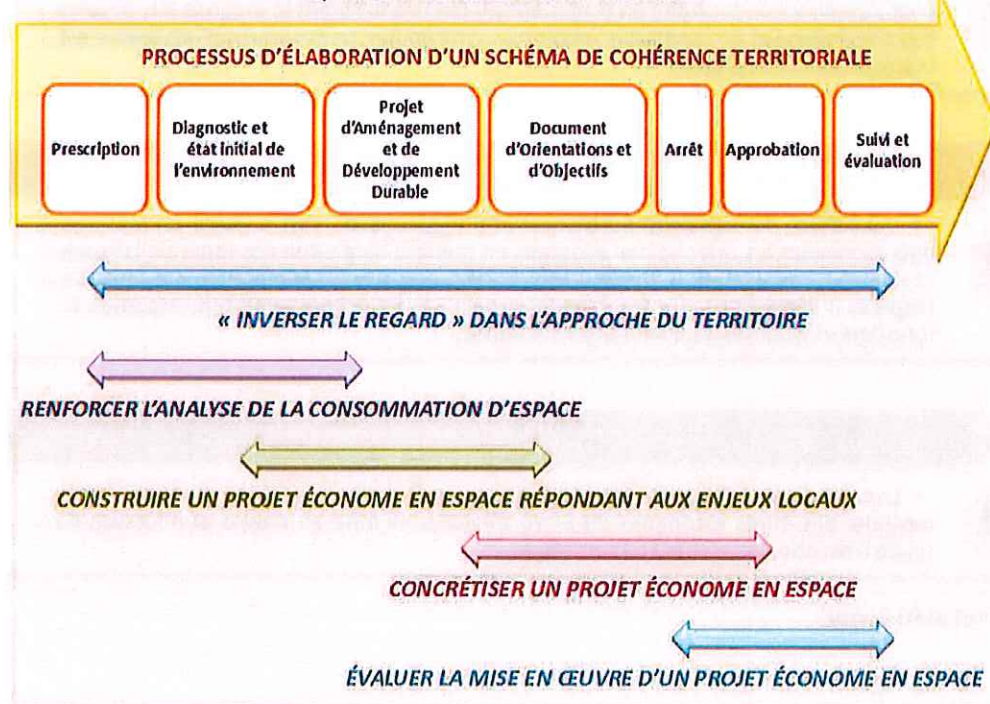 PROCESSUS D'ÉLABORATION D'UN SCHÉMA DE COHÉRENCE TERRITORIALE
Prescription
Diagnostic et
état initial de
l'environnement
Projet
d'Aménagement
et de
Développement
Durable
Document
d'Orientations et
d'Objectifs
Arrêt
Approbation
Suivi et
évaluation
« INVERSER LE REGARD » DANS L'APPROCHE DU TERRITOIRE
RENFORCER L'ANALYSE DE LA CONSOMMATION D'ESPACE
CONSTRUIRE UN PROJET ÉCONOME EN ESPACE RÉPONDANT AUX ENJEUX LOCAUX
CONCRÉTISER UN PROJET ÉCONOME EN ESPACE
ÉVALUER LA MISE EN ŒUVRE D'UN PROJET ÉCONOME EN ESPACE